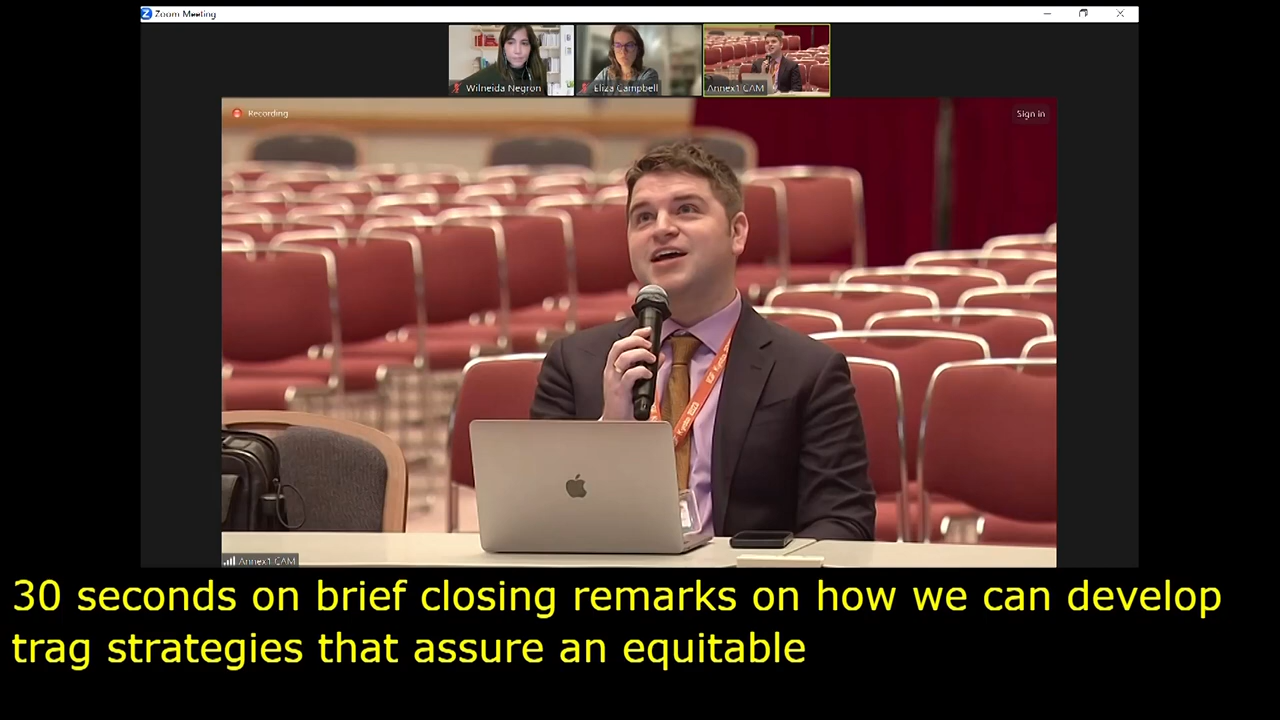 Zoom Meeting
Wilneida Negron
Eliza Campbell
Annex1 CAM
Recording
Sign in
Annex1 CAM
30 seconds on brief closing remarks on how we can develop
trag strategies that assure an equitable